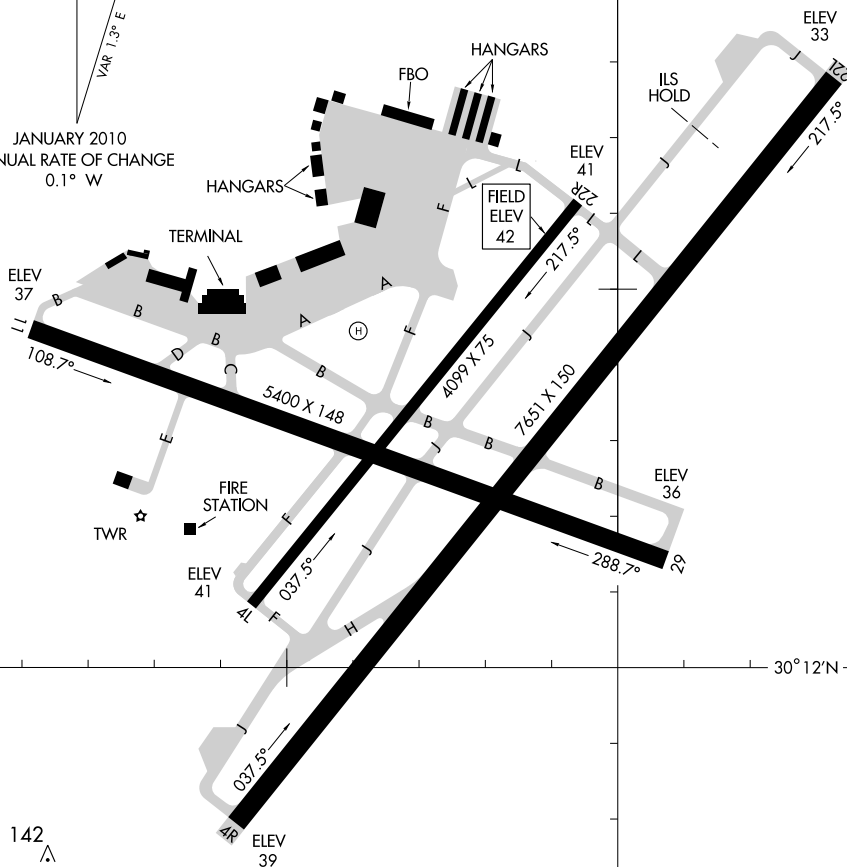 VAR 1.3° E
JANUARY 2010
NUAL RATE OF CHANGE
0.1° W
HANGARS
FBO
ELEV
33
22L
217.5°
ILS
HOLD
J
J
ELEV
41
22R
L
L
L
L
FIELD
ELEV
42
217.5°
HANGARS
F
TERMINAL
ELEV
37
11
B
B
B
A
A
H
F
J
108.7°
D
C
B
5400 X 148
4099 X 75
7651 X 150
B
B
B
J
ELEV
36
29
288.7°
E
FIRE
STATION
TWR
F
J
ELEV
41
4L
037.5°
F
H
30°12'N
J
037.5°
4R
ELEV
39
142